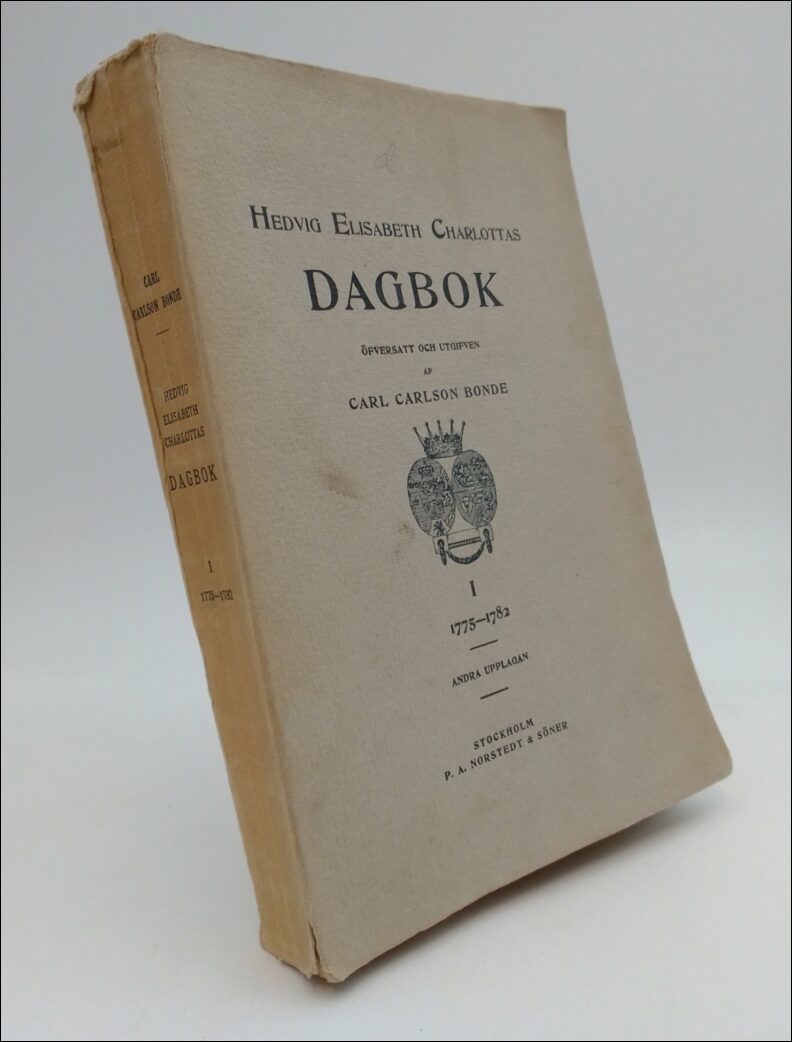 HEDVIG ELISABETH CHARLOTTAS
DAGBOK
ÖFVERSATT OCH UTGIFVEN
AF
CARL CARLSON BONDE
I
1775—1782
ANDRA UPPLAGAN
STOCKHOLM
P. A. NORSTEDT & SÖNER
CARL
CARLSON BONDE
HEDVIG
ELISABETH
CHARLOTTAS
DAGBOK
I
1775—1782